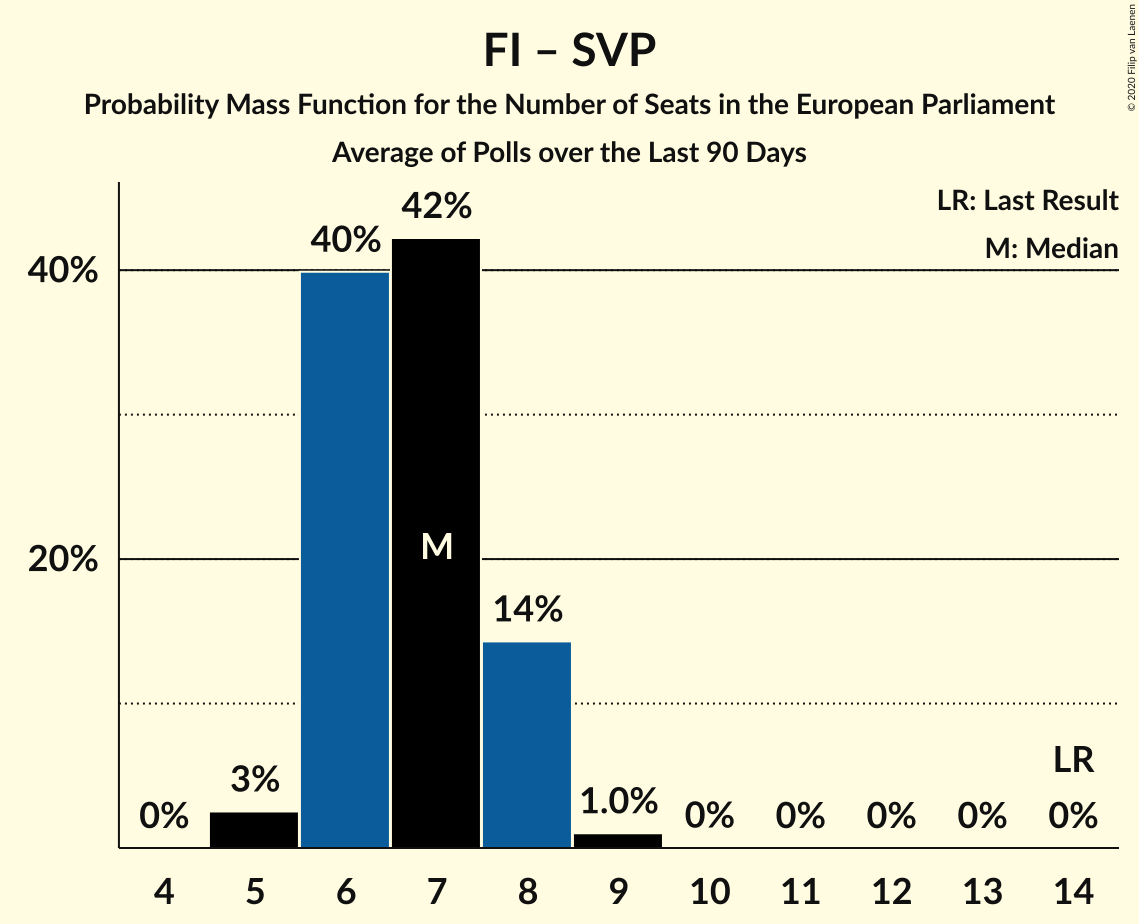 FI – SVP
Probability Mass Function for the Number of Seats in the European Parliament
Average of Polls over the Last 90 Days
© 2020 Filip van Laenen
LR: Last Result
M: Median
40%
20%
0%
3%
40%
42%
M
14%
1.0%
0%
0%
0%
0%
LR
0%
4 5 6 7 8 9 10 11 12 13 14